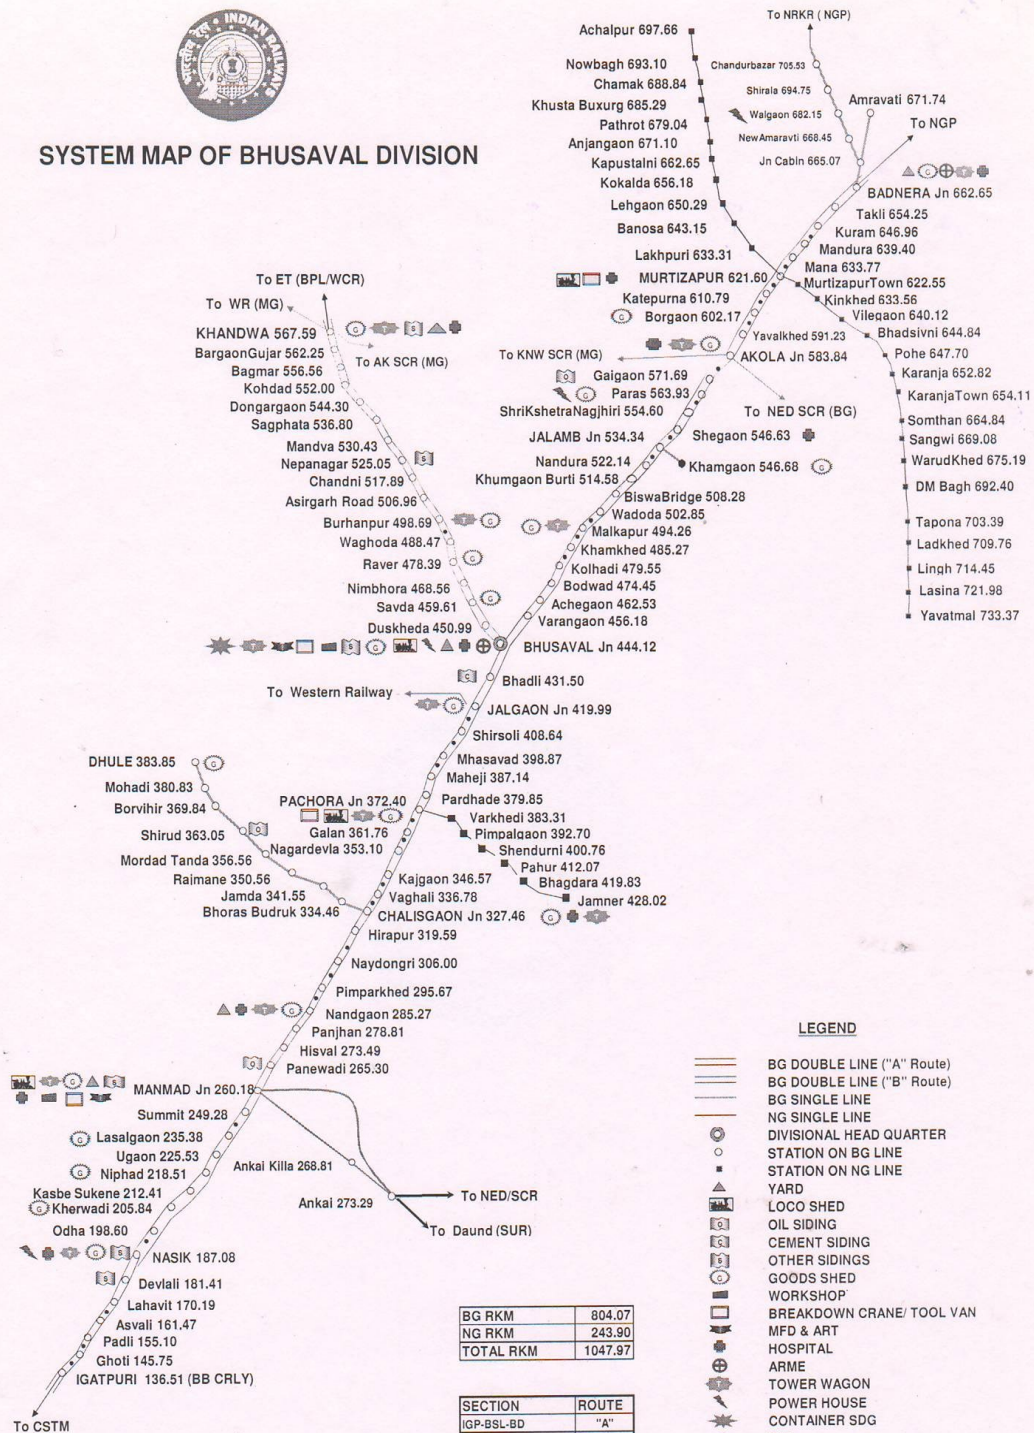 INDIAN RAILWAYS
भारतीय रेल
SYSTEM MAP OF BHUSAVAL DIVISION
To NRKR ( NGP)
Achalpur 697.66
Nowbagh 693.10
Chamak 688.84
Khusta Buxurg 685.29
Pathrot 679.04
Anjangaon 671.10
Kapustalni 662.65
Kokalda 656.18
Lehgaon 650.29
Banosa 643.15
Lakhpuri 633.31
MURTIZAPUR 621.60
Katepurna 610.79
Borgaon 602.17
Chandurbazar 705.53
Shirala 694.75
Walgaon 682.15
NewAmaravti 668.45
Jn Cabin 665.07
Amravati 671.74
To NGP
BADNERA Jn 662.65
Takli 654.25
Kuram 646.96
Mandura 639.40
Mana 633.77
MurtizapurTown 622.55
Kinkhed 633.56
Vilegaon 640.12
Bhadsivni 644.84
Pohe 647.70
Karanja 652.82
KaranjaTown 654.11
Somthan 664.84
Sangwi 669.08
WarudKhed 675.19
DM Bagh 692.40
Tapona 703.39
Ladkhed 709.76
Lingh 714.45
Lasina 721.98
Yavatmal 733.37
Yavalkhed 591.23
AKOLA Jn 583.84
To KNW SCR (MG)
To NED SCR (BG)
Gaigaon 571.69
Paras 563.93
ShriKshetraNagjhiri 554.60
JALAMB Jn 534.34
Shegaon 546.63
Khamgaon 546.68
Nandura 522.14
Khumgaon Burti 514.58
BiswaBridge 508.28
Wadoda 502.85
Malkapur 494.26
Khamkhed 485.27
Kolhadi 479.55
Bodwad 474.45
Achegaon 462.53
Varangaon 456.18
To ET (BPL/WCR)
To WR (MG)
KHANDWA 567.59
To AK SCR (MG)
BargaonGujar 562.25
Bagmar 556.56
Kohdad 552.00
Dongargaon 544.30
Sagphata 536.80
Mandva 530.43
Nepanagar 525.05
Chandni 517.89
Asirgarh Road 506.96
Burhanpur 498.69
Waghoda 488.47
Raver 478.39
Nimbhora 468.56
Savda 459.61
Duskheda 450.99
BHUSAVAL Jn 444.12
Bhadli 431.50
To Western Railway
JALGAON Jn 419.99
Shirsoli 408.64
Mhasavad 398.87
Maheji 387.14
Pardhade 379.85
PACHORA Jn 372.40
Varkhedi 383.31
Pimpalgaon 392.70
Shendurni 400.76
Pahur 412.07
Bhagdara 419.83
Jamner 428.02
Galan 361.76
Nagardevla 353.10
Kajgaon 346.57
Vaghali 336.78
DHULE 383.85
Mohadi 380.83
Borvihir 369.84
Shirud 363.05
Mordad Tanda 356.56
Rajmane 350.56
Jamda 341.55
Bhoras Budruk 334.46
CHALISGAON Jn 327.46
Hirapur 319.59
Naydongri 306.00
Pimparkhed 295.67
Nandgaon 285.27
Panjhan 278.81
Hisval 273.49
Panewadi 265.30
MANMAD Jn 260.18
Summit 249.28
Lasalgaon 235.38
Ugaon 225.53
Niphad 218.51
Kasbe Sukene 212.41
Kherwadi 205.84
Odha 198.60
Ankai Killa 268.81
Ankai 273.29
To NED/SCR
To Daund (SUR)
NASIK 187.08
Devlali 181.41
Lahavit 170.19
Asvali 161.47
Padli 155.10
Ghoti 145.75
IGATPURI 136.51 (BB CRLY)
To CSTM
BG RKM 804.07
NG RKM 243.90
TOTAL RKM 1047.97
SECTION ROUTE
IGP-BSL-BD "A"
LEGEND
BG DOUBLE LINE ("A" Route)
BG DOUBLE LINE ("B" Route)
BG SINGLE LINE
NG SINGLE LINE
DIVISIONAL HEAD QUARTER
STATION ON BG LINE
STATION ON NG LINE
YARD
LOCO SHED
OIL SIDING
CEMENT SIDING
OTHER SIDINGS
GOODS SHED
WORKSHOP
BREAKDOWN CRANE/ TOOL VAN
MFD & ART
HOSPITAL
ARME
TOWER WAGON
POWER HOUSE
CONTAINER SDG